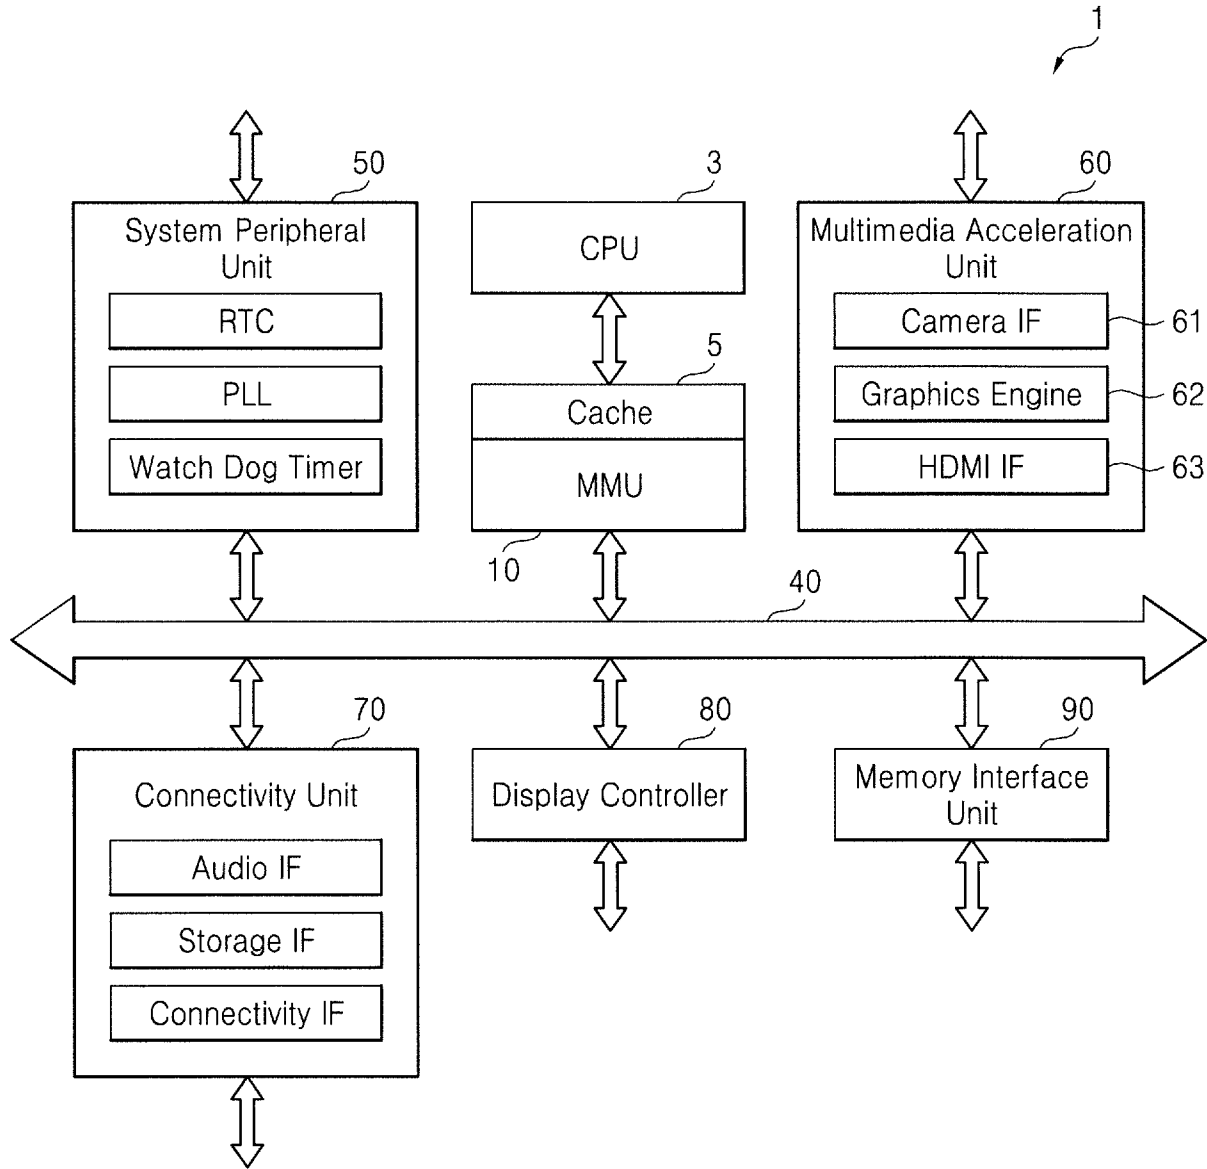 1
50
System Peripheral
Unit
RTC
PLL
Watch Dog Timer
3
CPU
5
Cache
MMU
10
60
Multimedia Acceleration
Unit
Camera IF
61
Graphics Engine
62
HDMI IF
63
40
70
Connectivity Unit
Audio IF
Storage IF
Connectivity IF
80
Display Controller
90
Memory Interface
Unit